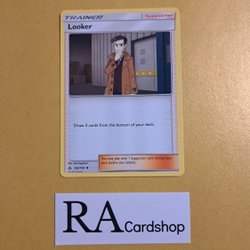 TRAINER
Supporter
Looker
Draw 3 cards from the bottom of your deck.
You may play only 1 Supporter card during your turn (before your attack).
RA Cardshop